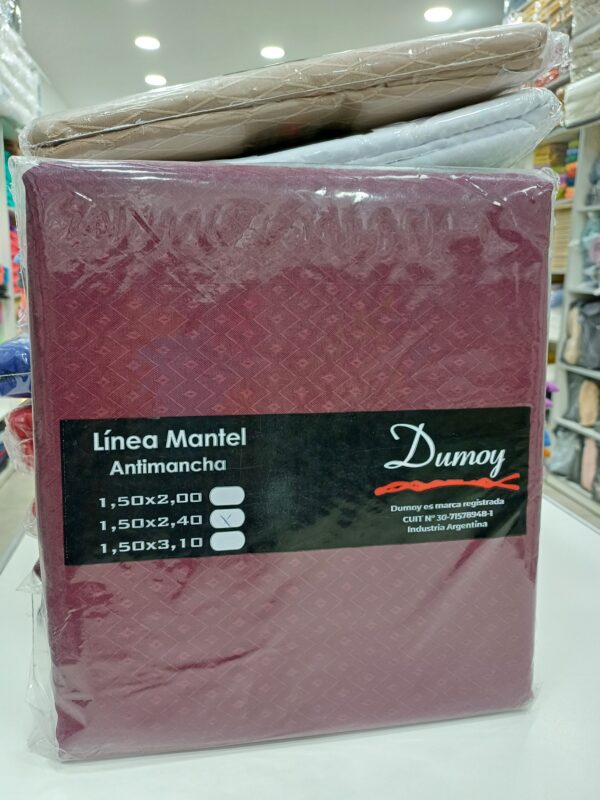 Línea Mantel
Antimancha
1,50x2,00
1,50x2,40 X
1,50x3,10
Dumoy
Dumoy es marca registrada
CUIT N° 30-71578948-1
Industria Argentina